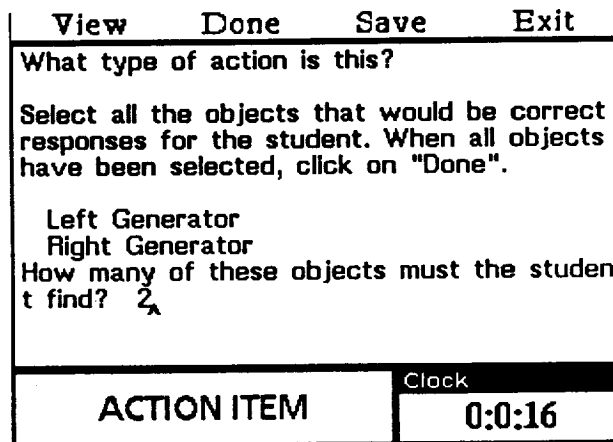 View Done Save Exit
What type of action is this?
Select all the objects that would be correct
responses for the student. When all objects
have been selected, click on "Done".
Left Generator
Right Generator
How many of these objects must the studen
t find? 2
Clock
ACTION ITEM
0:0:16